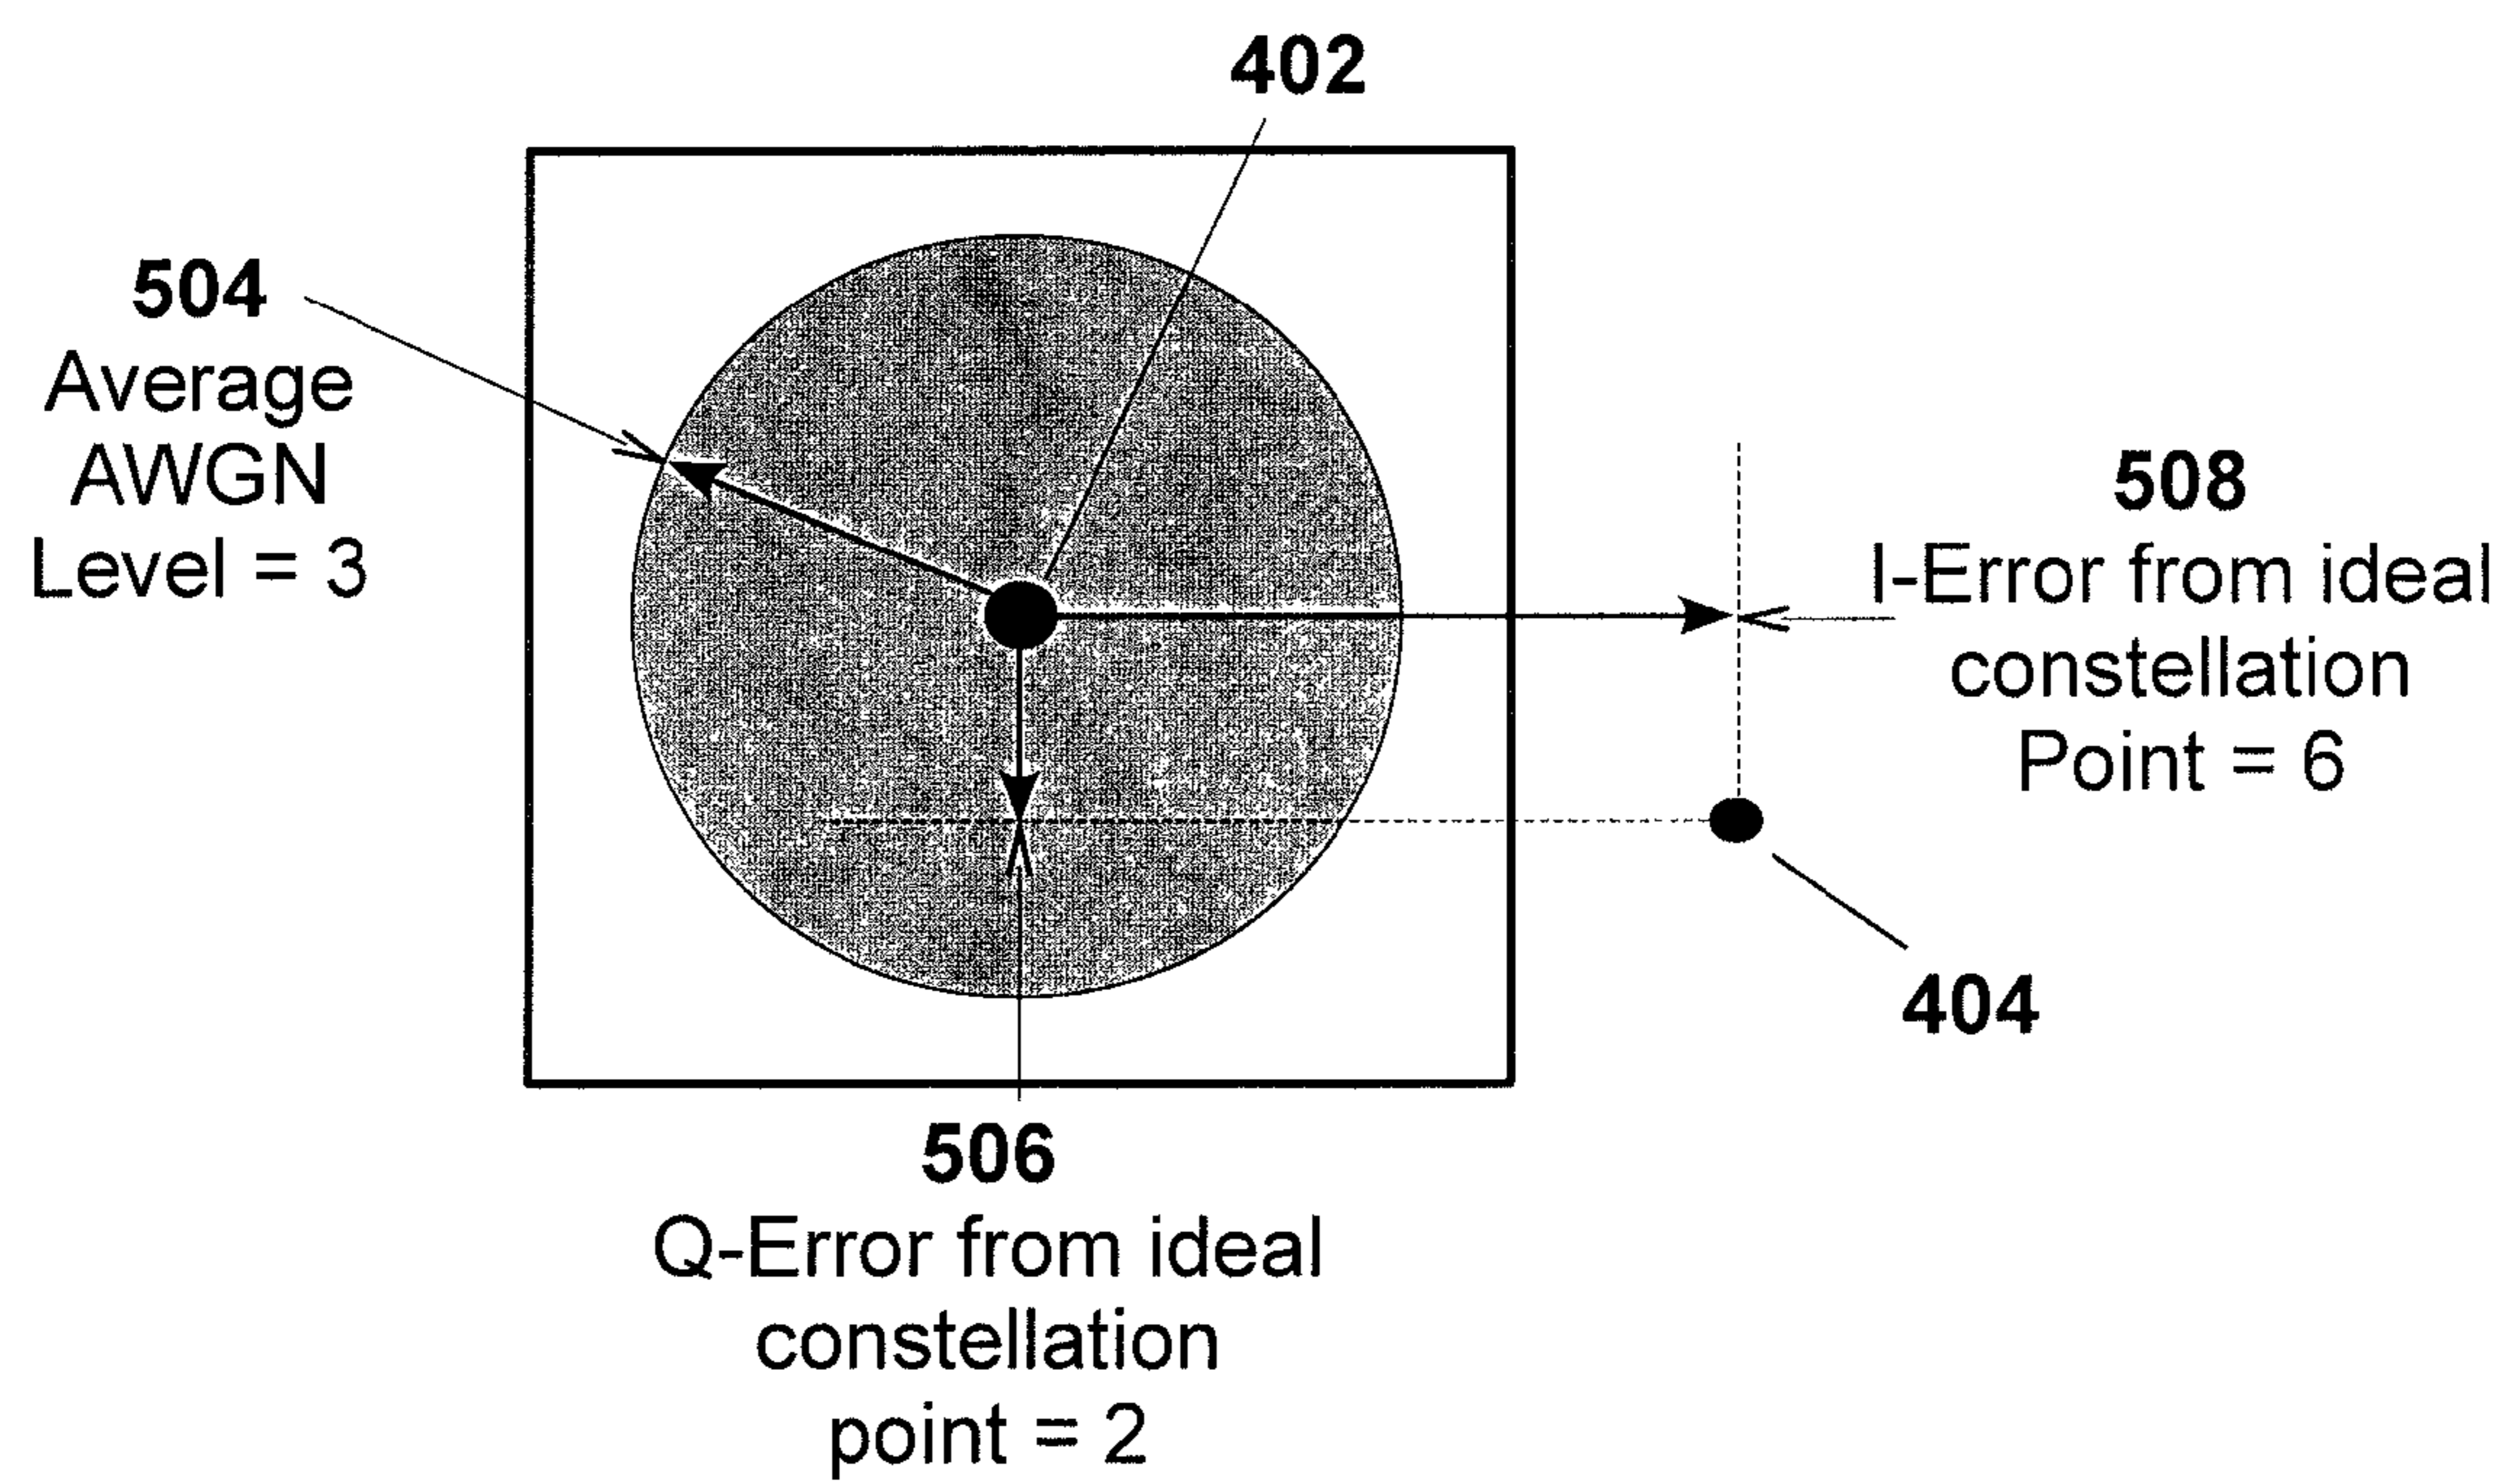 402
504
Average
AWGN
Level = 3
508
I-Error from ideal
constellation
Point = 6
404
506
Q-Error from ideal
constellation
point = 2